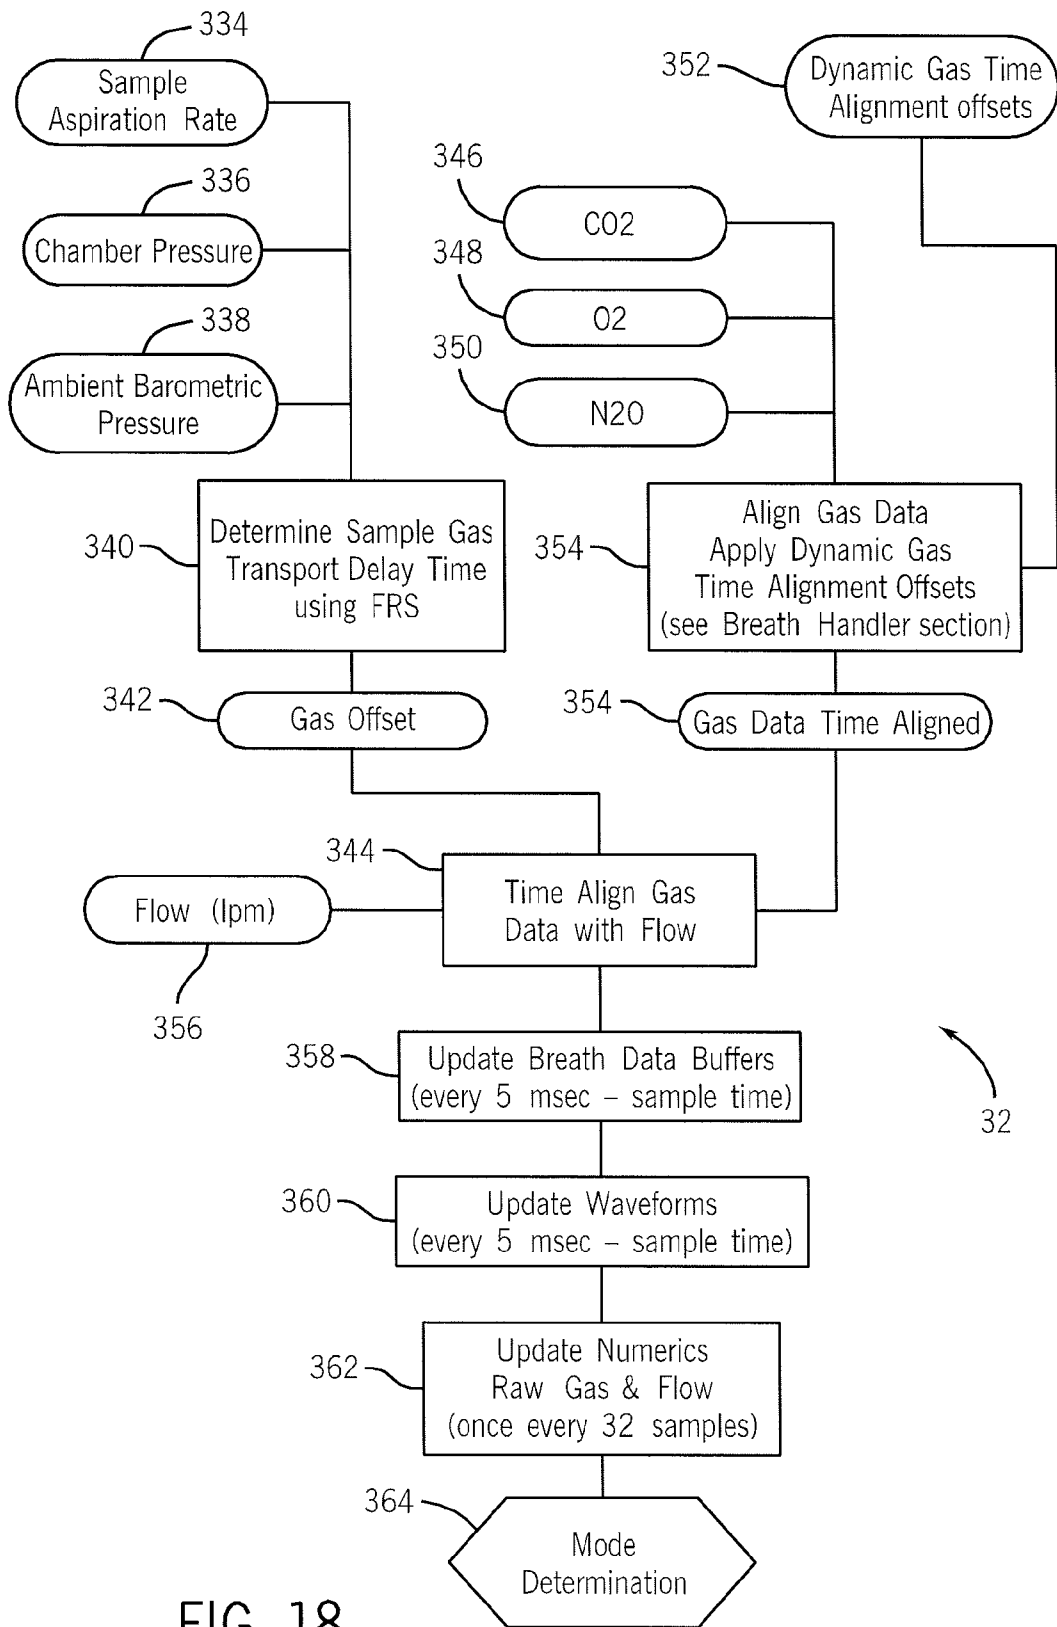 334
Sample
Aspiration Rate
336
Chamber Pressure
338
Ambient Barometric
Pressure
352
Dynamic Gas Time
Alignment offsets
346
CO2
348
O2
350
N2O
340
Determine Sample Gas
Transport Delay Time
using FRS
354
Align Gas Data
Apply Dynamic Gas
Time Alignment Offsets
(see Breath Handler section)
342
Gas Offset
354
Gas Data Time Aligned
344
Time Align Gas
Data with Flow
Flow (lpm)
356
358
Update Breath Data Buffers
(every 5 msec – sample time)
32
360
Update Waveforms
(every 5 msec – sample time)
362
Update Numerics
Raw Gas & Flow
(once every 32 samples)
364
Mode
Determination
FIG. 18